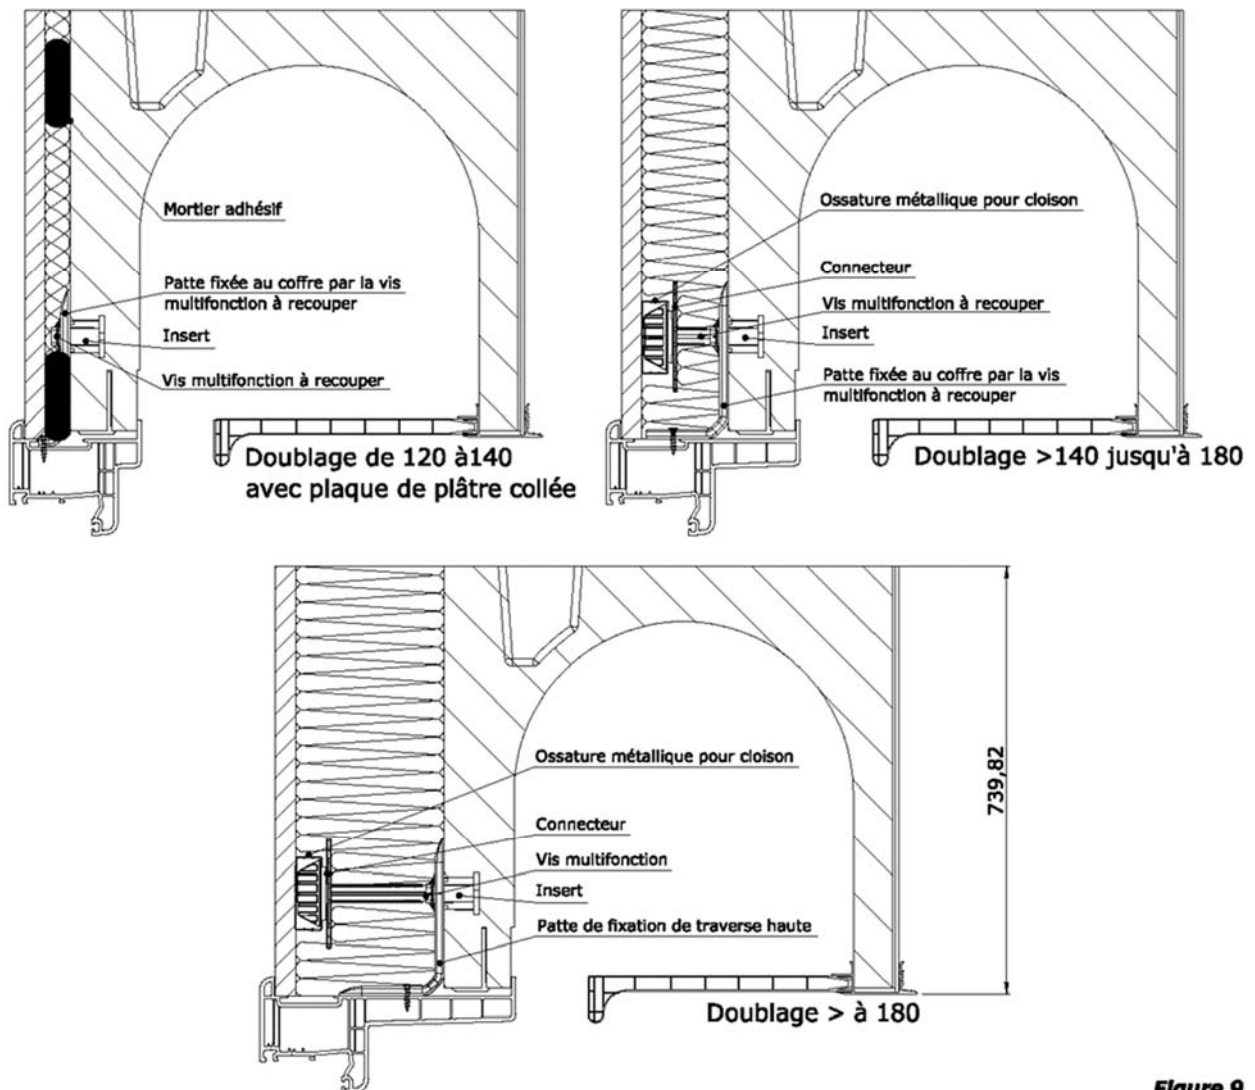 Mortier adhésif
Patte fixée au coffre par la vis
multifonction à recouper
Insert
Vis multifonction à recouper
Doublage de 120 à140
avec plaque de plâtre collée
Ossature métallique pour cloison
Connecteur
Vis multifonction à recouper
Insert
Patte fixée au coffre par la vis
multifonction à recouper
Doublage >140 jusqu'à 180
Ossature métallique pour cloison
Connecteur
Vis multifonction
Insert
Patte de fixation de traverse haute
739,82
Doublage > à 180
Figure 9